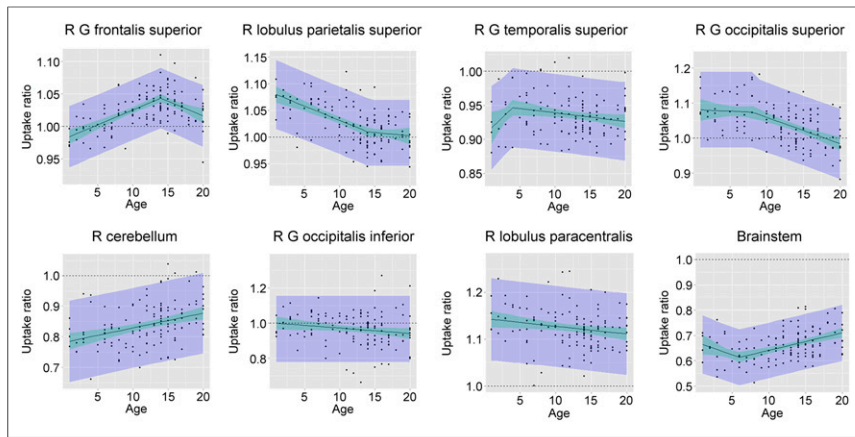 R G frontalis superior
R lobulus parietalis superior
R G temporalis superior
R G occipitalis superior
Uptake ratio
1.10
1.05
1.00
0.95
5 10 15 20
Age
Uptake ratio
1.15
1.10
1.05
1.00
0.95
5 10 15 20
Age
Uptake ratio
1.00
0.95
0.90
0.85
5 10 15 20
Age
Uptake ratio
1.2
1.1
1.0
0.9
5 10 15 20
Age
R cerebellum
R G occipitalis inferior
R lobulus paracentralis
Brainstem
Uptake ratio
1.0
0.9
0.8
0.7
0 5 10 15 20
Age
Uptake ratio
1.2
1.0
0.8
0 5 10 15 20
Age
Uptake ratio
1.2
1.1
1.0
0 5 10 15 20
Age
Uptake ratio
1.0
0.9
0.8
0.7
0.6
0.5
0 5 10 15 20
Age